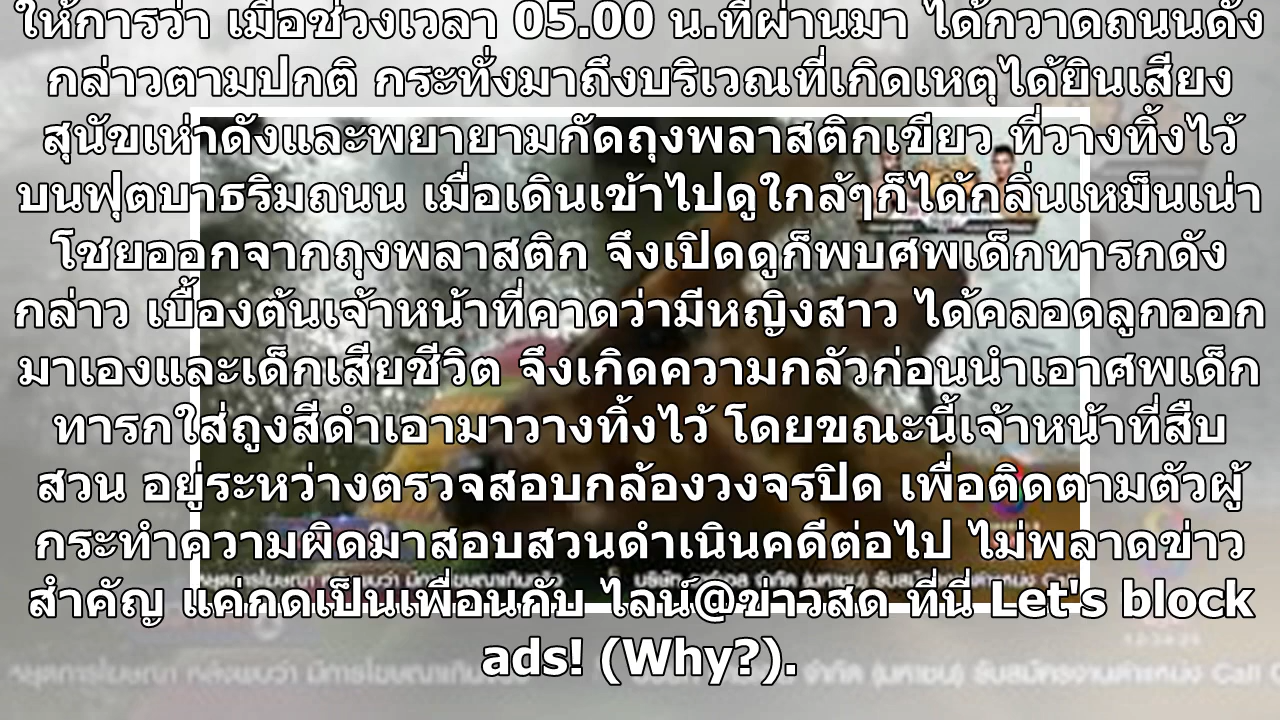 ให้การว่า เมื่อช่วงเวลา 05.00 น.ที่ผ่านมา ได้กวาดถนนดัง
กล่าวตามปกติ กระทั่งมาถึงบริเวณที่เกิดเหตุได้ยินเสียง
สุนัขเห่าดังและพยายามกัดถุงพลาสติกเขียว ที่วางทิ้งไว้
บนฟุตบาธริมถนน เมื่อเดินเข้าไปดูใกล้ๆก็ได้กลิ่นเหม็นเน่า
โชยออกจากถุงพลาสติก จึงเปิดดูก็พบศพเด็กทารกดัง
กล่าว เบื้องต้นเจ้าหน้าที่คาดว่ามีหญิงสาว ได้คลอดลูกออก
มาเองและเด็กเสียชีวิต จึงเกิดความกลัวก่อนนำเอาศพเด็ก
ทารกใส่ถูงสีดำเอามาวางทิ้งไว้ โดยขณะนี้เจ้าหน้าที่สืบ
สวน อยู่ระหว่างตรวจสอบกล้องวงจรปิด เพื่อติดตามตัวผู้
กระทำความผิดมาสอบสวนดำเนินคดีต่อไป ไม่พลาดข่าว
สำคัญ แค่กดเป็นเพื่อนกับ ไลน์@ข่าวสด ที่นี่ Let's block
ads! (Why?).